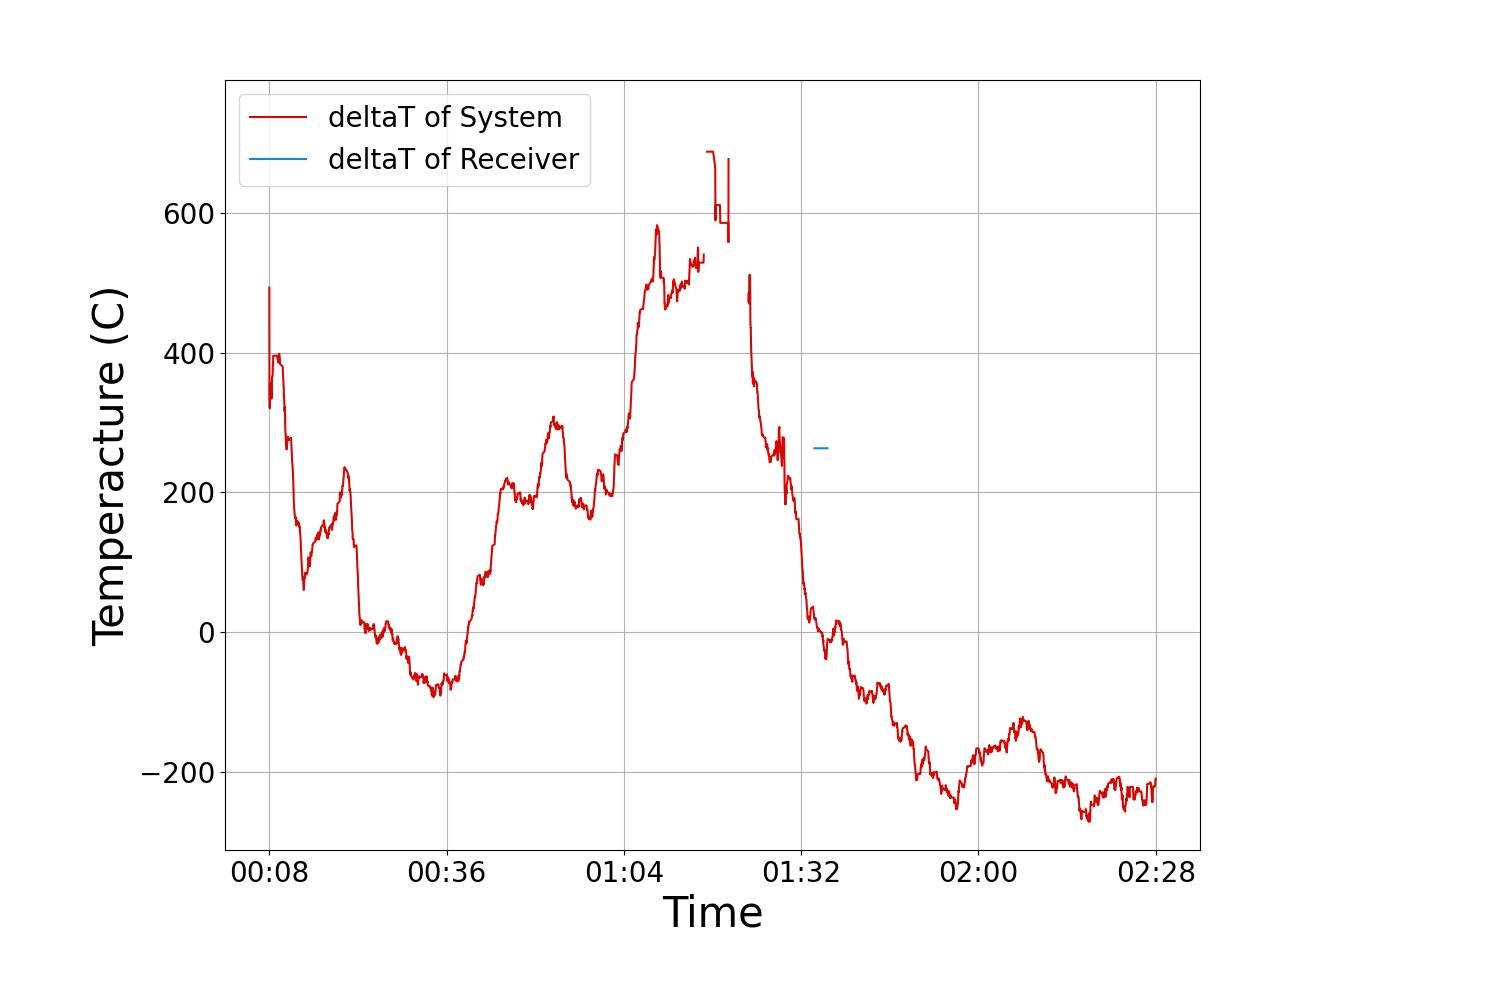 deltaT of System
deltaT of Receiver
Temperacture (C)
600
400
200
0
−200
00:08 00:36 01:04 01:32 02:00 02:28
Time